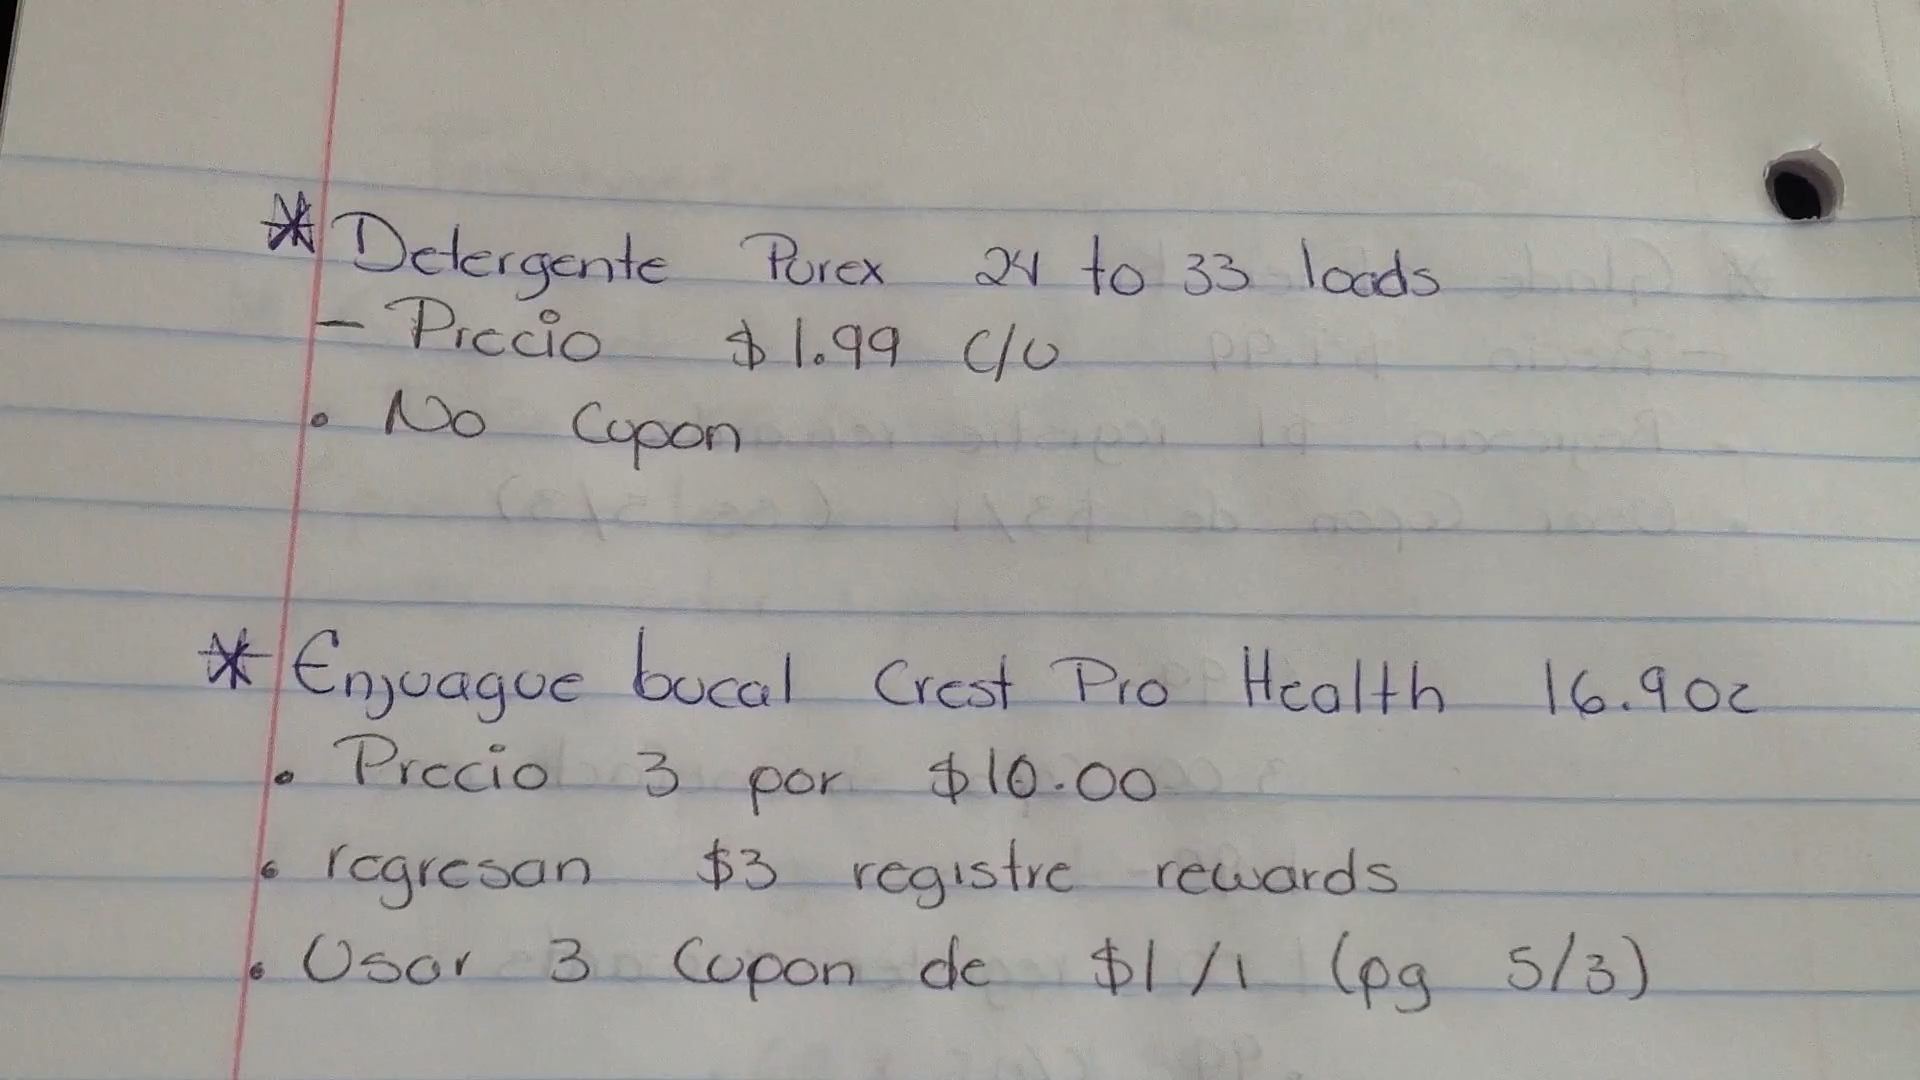 * Detergente Purex 24 to 33 loads
- Precio $1.99 c/u
• No Cupon
* Enjuague bucal Crest Pro Health 16.9oz
• Precio 3 por $10.00
• regresan $3 registre rewards
• Usar 3 Cupon de $1/1 (pg 5/3)